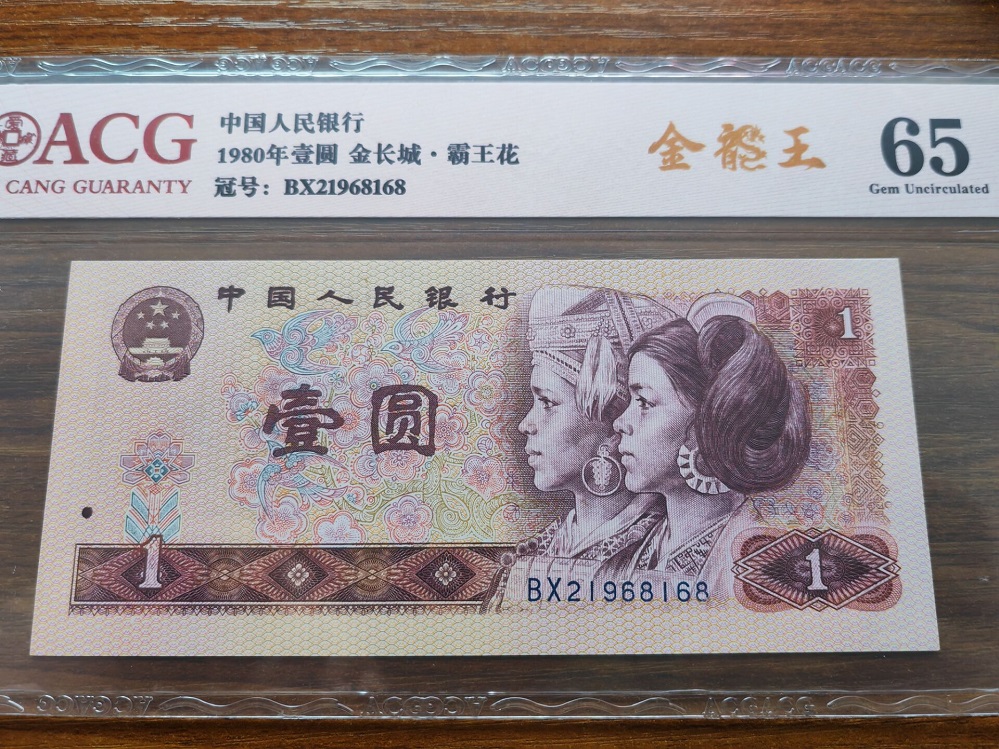 ACG
CANG GUARANTY
中国人民银行
1980年壹圆 金长城·霸王花
冠号: BX21968168
金龍王
65
Gem Uncirculated
中国人民银行
1
壹圆
1
1
BX21968168